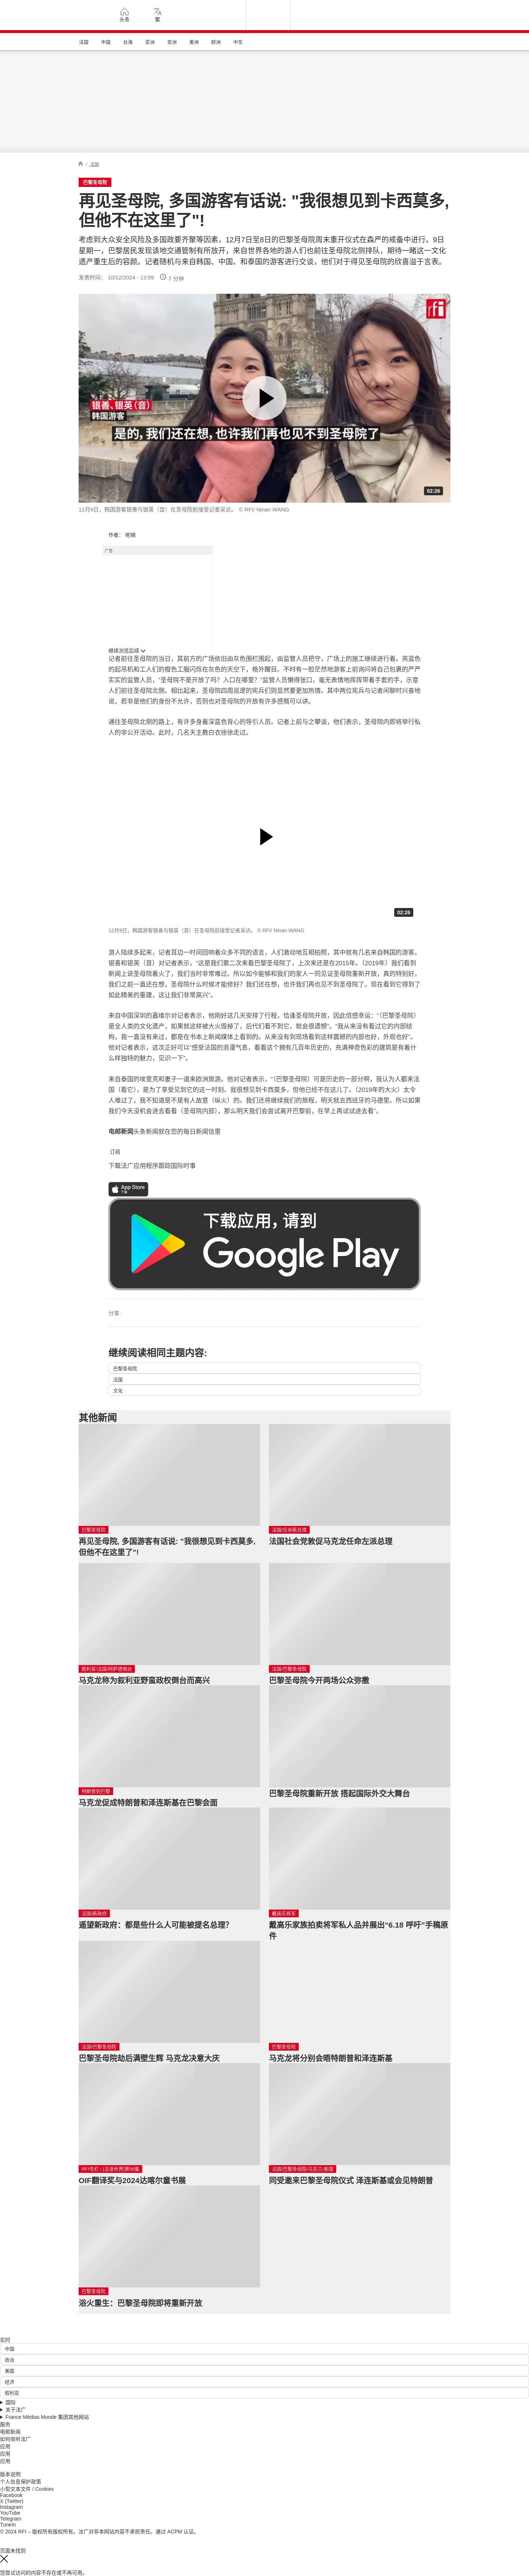 头条
繁
法国
中国
台海
亚洲
非洲
美洲
欧洲
中东
/ 法国
巴黎圣母院
再见圣母院, 多国游客有话说: "我很想见到卡西莫多,
但他不在这里了"!
考虑到大众安全风险及多国政要齐聚等因素，12月7日至8日的巴黎圣母院周末重开仪式在森严的戒备中进行。9日
星期一，巴黎居民发现该地交通管制有所放开，来自世界各地的游人们也前往圣母院北侧排队，期待一睹这一文化
遗产重生后的容颜。记者随机与来自韩国、中国、和泰国的游客进行交谈，他们对于得见圣母院的欣喜溢于言表。
发表时间： 10/12/2024 - 13:59
7 分钟
rfi
银善、银英(音)
韩国游客
是的，我们还在想，也许我们再也见不到圣母院了
02:26
12月9日，韩国游客银善与银英（音）在圣母院前接受记者采访。 © RFI/ Ninan WANG
作者： 呢喃
广告
继续浏览后续
记者前往圣母院的当日，其前方的广场依旧由灰色围栏围起，由监管人员把守，广场上的施工继续进行着。亮蓝色
的起吊机和工人们的橙色工服闪烁在灰色的天空下，格外醒目。不时有一脸茫然地游客上前询问将自己包裹的严严
实实的监管人员，“圣母院不是开放了吗？入口在哪里？”监管人员懒得张口，毫无表情地挥挥带着手套的手，示意
人们前往圣母院北侧。相比起来，圣母院四周巡逻的宪兵们则显然要更加热情。其中两位宪兵与记者闲聊时兴奋地
说，若非是他们的身份不允许，否则也对圣母院的开放有许多感慨可以讲。
通往圣母院北侧的路上，有许多身着深蓝色背心的导引人员。记者上前与之攀谈，他们表示，圣母院内即将举行私
人的非公开活动。此时，几名天主教白衣徐徐走过。
02:26
12月9日，韩国游客银善与银英（音）在圣母院前接受记者采访。 © RFI/ Ninan WANG
游人陆续多起来，记者耳边一时间回响着众多不同的语言，人们激动地互相拍照，其中就有几名来自韩国的游客。
银善和银英（音）对记者表示，“这是我们第二次来看巴黎圣母院了。上次来还是在2015年。（2019年）我们看到
新闻上说圣母院着火了，我们当时都非常难过。所以如今能够和我们的家人一同见证圣母院重新开放，真的特别好。
我们之前一直还在想，圣母院什么时候才能修好？我们还在想，也许我们再也见不到圣母院了。现在看到它得到了
如此精美的重建，这让我们非常高兴”。
来自中国深圳的嘉维尔对记者表示，他刚好这几天安排了行程，恰逢圣母院开放，因此倍感幸运：“（巴黎圣母院）
是全人类的文化遗产，如果就这样被大火毁掉了，后代们看不到它，就会很遗憾”。“我从来没有看过它的内部结
构，我一直没有来过，都是在书本上新闻媒体上看到的。从来没有到现场看到这样震撼的内部也好，外观也好”。
他对记者表示，这次正好可以“感受法国的浪漫气息，看看这个拥有几百年历史的，充满神奇色彩的建筑是有着什
么样独特的魅力，见识一下”。
来自泰国的埃里克和妻子一道来欧洲旅游。他对记者表示，“（巴黎圣母院）可是历史的一部分啊，我认为人都来法
国（看它），是为了享受见到它的这一时刻。我很想见到卡西莫多。但他已经不在这儿了。（2019年的大火）太令
人难过了，我不知道是不是有人故意（纵火）的。我们还将继续我们的旅程，明天就去西班牙的马德里。所以如果
我们今天没机会进去看看（圣母院内部），那么明天我们会尝试离开巴黎前，在早上再试试进去看”。
电邮新闻头条新闻就在您的每日新闻信里
订阅
下载法广应用程序跟踪国际时事
App Store
下载
下载应用，请到
Google Play
分享 :
继续阅读相同主题内容:
巴黎圣母院
法国
文化
其他新闻
巴黎圣母院
再见圣母院, 多国游客有话说: "我很想见到卡西莫多,
但他不在这里了"!
法国/任命新总理
法国社会党敦促马克龙任命左派总理
叙利亚/法国/阿萨德倒台
马克龙称为叙利亚野蛮政权倒台而高兴
法国/巴黎圣母院
巴黎圣母院今开两场公众弥撒
特朗普到巴黎
马克龙促成特朗普和泽连斯基在巴黎会面
巴黎圣母院重新开放 搭起国际外交大舞台
法国/新政府
遥望新政府：都是些什么人可能被提名总理?
戴高乐将军
戴高乐家族拍卖将军私人品并展出“6.18 呼吁”手稿原
件
法国/巴黎圣母院
巴黎圣母院劫后满壁生辉 马克龙决意大庆
巴黎圣母院
马克龙将分别会晤特朗普和泽连斯基
OIF翻译奖与2024达喀尔童书展
法国/巴黎圣母院/乌克兰/美国
同受邀来巴黎圣母院仪式 泽连斯基或会见特朗普
巴黎圣母院
浴火重生：巴黎圣母院即将重新开放
实时
中国
政治
美国
经济
叙利亚
国际
关于法广
France Médias Monde 集团其他网站
服务
电邮新闻
如何收听法广
应用
应用
应用
版本说明
个人信息保护政策
小型文本文件 / Cookies
Facebook
X (Twitter)
Instagram
YouTube
Telegram
TuneIn
© 2024 RFI – 版权所有版权所有。法广对非本网站内容不承担责任。通过 ACPM 认证。
页面未找到
您尝试访问的内容不存在或不再可用。